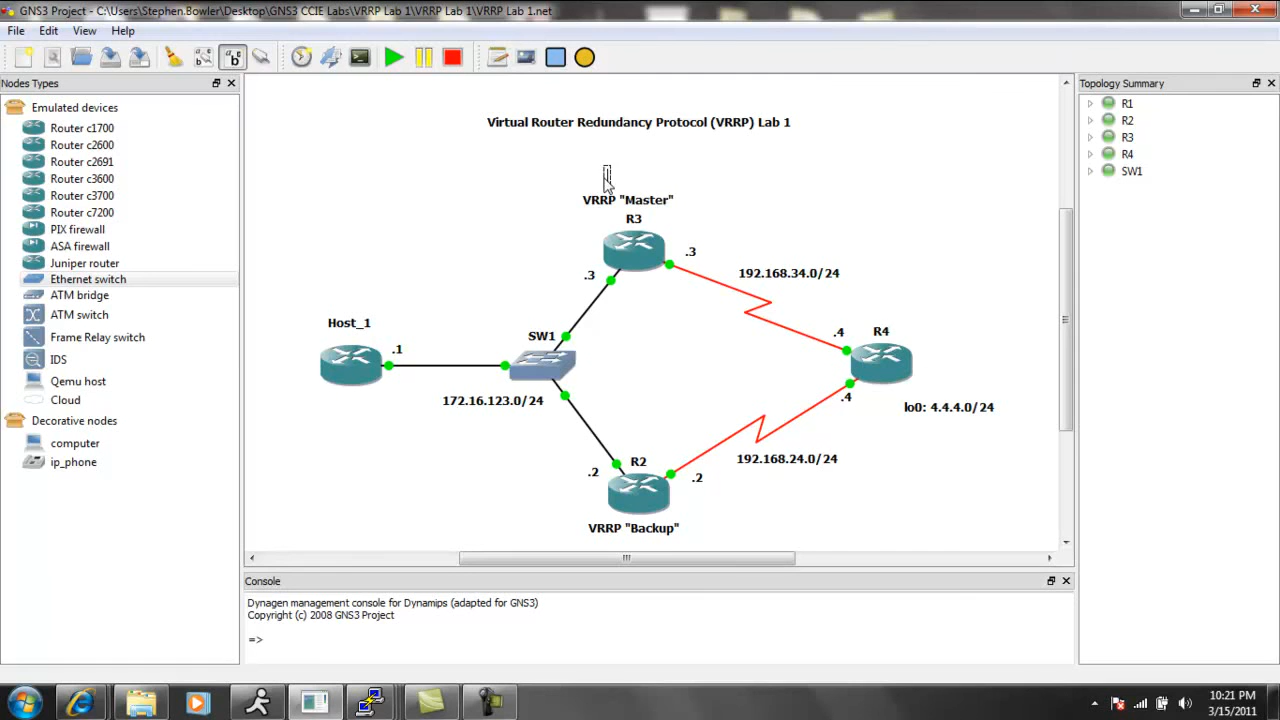 GNS3 Project - C:\Users\Stephen.Bowler\Desktop\GNS3 CCIE Labs\VRRP Lab 1\VRRP Lab 1\VRRP Lab 1.net
File Edit View Help
Nodes Types
Emulated devices
Router c1700
Router c2600
Router c2691
Router c3600
Router c3700
Router c7200
PIX firewall
ASA firewall
Juniper router
Ethernet switch
ATM bridge
ATM switch
Frame Relay switch
IDS
Qemu host
Cloud
Decorative nodes
computer
ip_phone
Virtual Router Redundancy Protocol (VRRP) Lab 1
VRRP "Master"
R3
.3
.3
192.168.34.0/24
Host_1
.1
SW1
172.16.123.0/24
.4
R4
.4
lo0: 4.4.4.0/24
192.168.24.0/24
R2
.2
.2
VRRP "Backup"
Topology Summary
R1
R2
R3
R4
SW1
Console
Dynagen management console for Dynamips (adapted for GNS3)
Copyright (c) 2008 GNS3 Project
=>
10:21 PM
3/15/2011